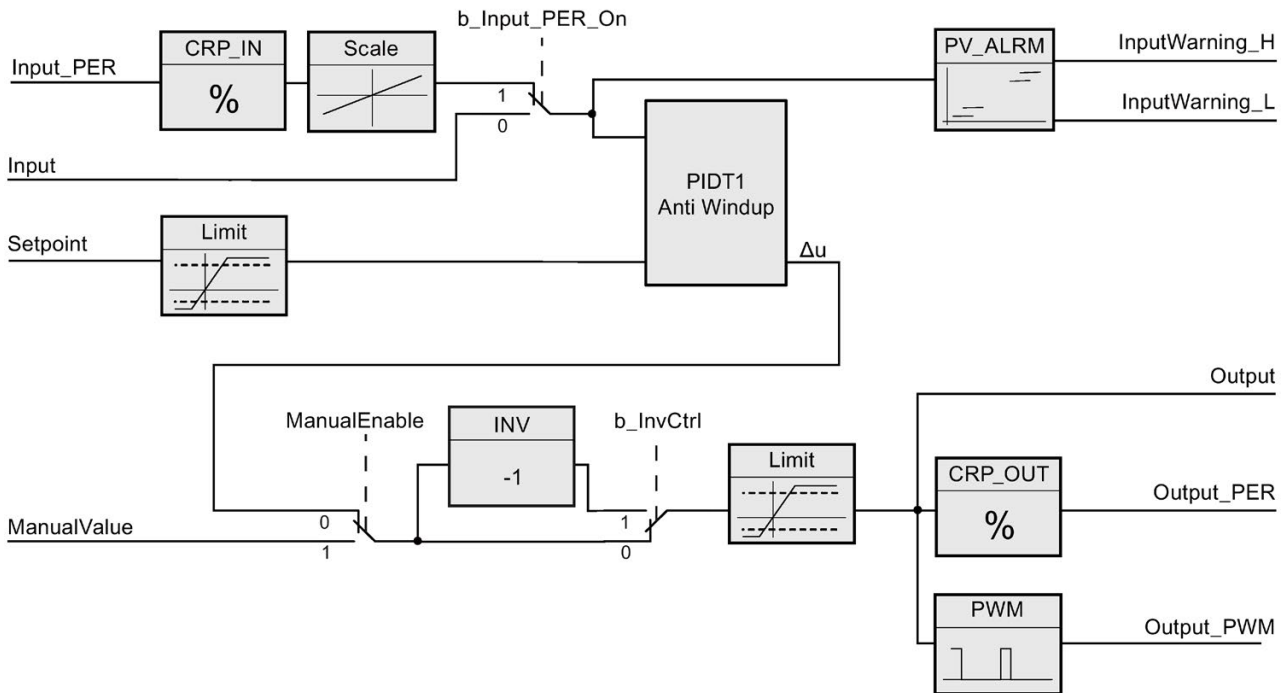 b_Input_PER_On
CRP_IN
Scale
PV_ALRM
InputWarning_H
Input_PER
%
1
0
InputWarning_L
Input
PIDT1
Anti Windup
Setpoint
Limit
Δu
Output
ManualEnable
INV
b_InvCtrl
-1
Limit
CRP_OUT
Output_PER
%
0
1
ManualValue
1
0
PWM
Output_PWM